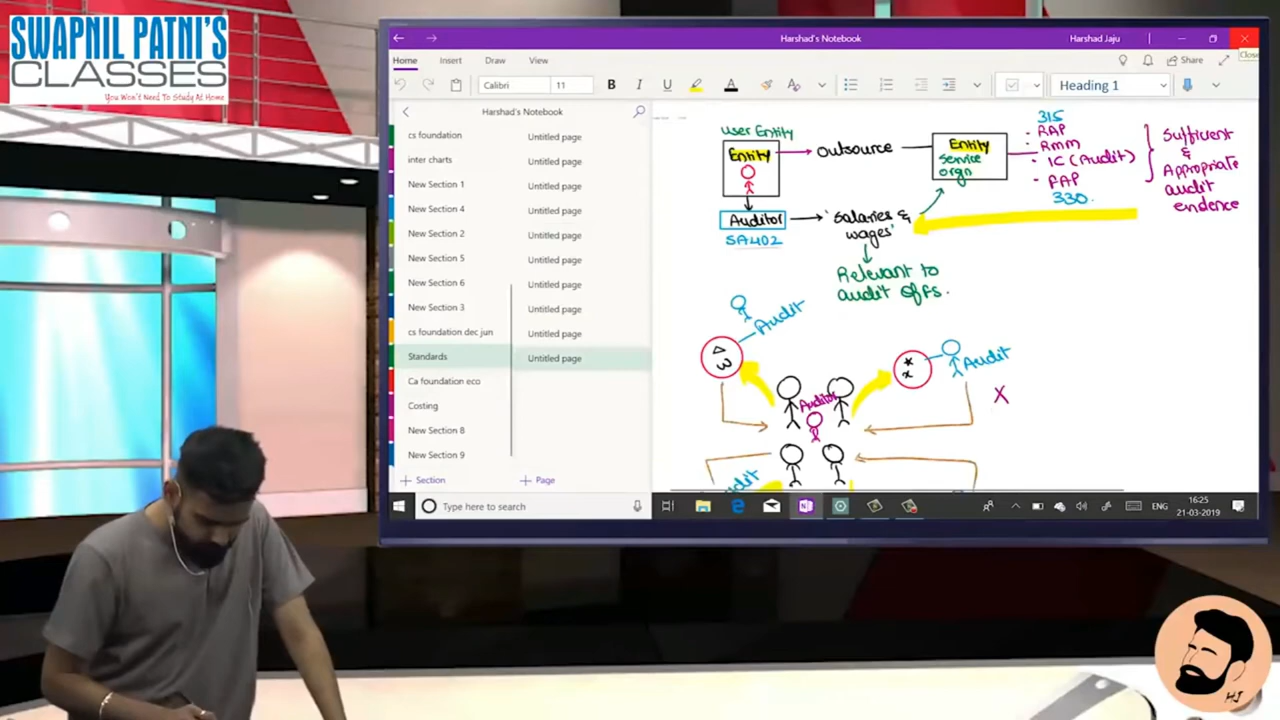 SWAPNIL PATNI'S
CLASSES
You Won't Need To Study At Home
Harshad's Notebook
Harshad Jaju
Close
Home
Insert
Draw
View
Share
Calibri
11
B
I
U
A
Heading 1
Harshad's Notebook
cs foundation
inter charts
New Section 1
New Section 4
New Section 2
New Section 5
New Section 6
New Section 3
cs foundation dec jun
Standards
Ca foundation eco
Costing
New Section 8
New Section 9
+ Section
Untitled page
Untitled page
Untitled page
Untitled page
Untitled page
Untitled page
Untitled page
Untitled page
Untitled page
Untitled page
+ Page
User Entity
Entity
Outsource
Entity
Service
orgn
315
- RAP
- RMM
- IC (Audit)
- FAP
330.
Sufficient
&
Appropriate
audit
evidence
Auditor
SA402
'Salaries &
wages'
Relevant to
audit of FS.
Audit
Audit
Auditor
X
Audit
Type here to search
ENG
16:25
21-03-2019
HJ